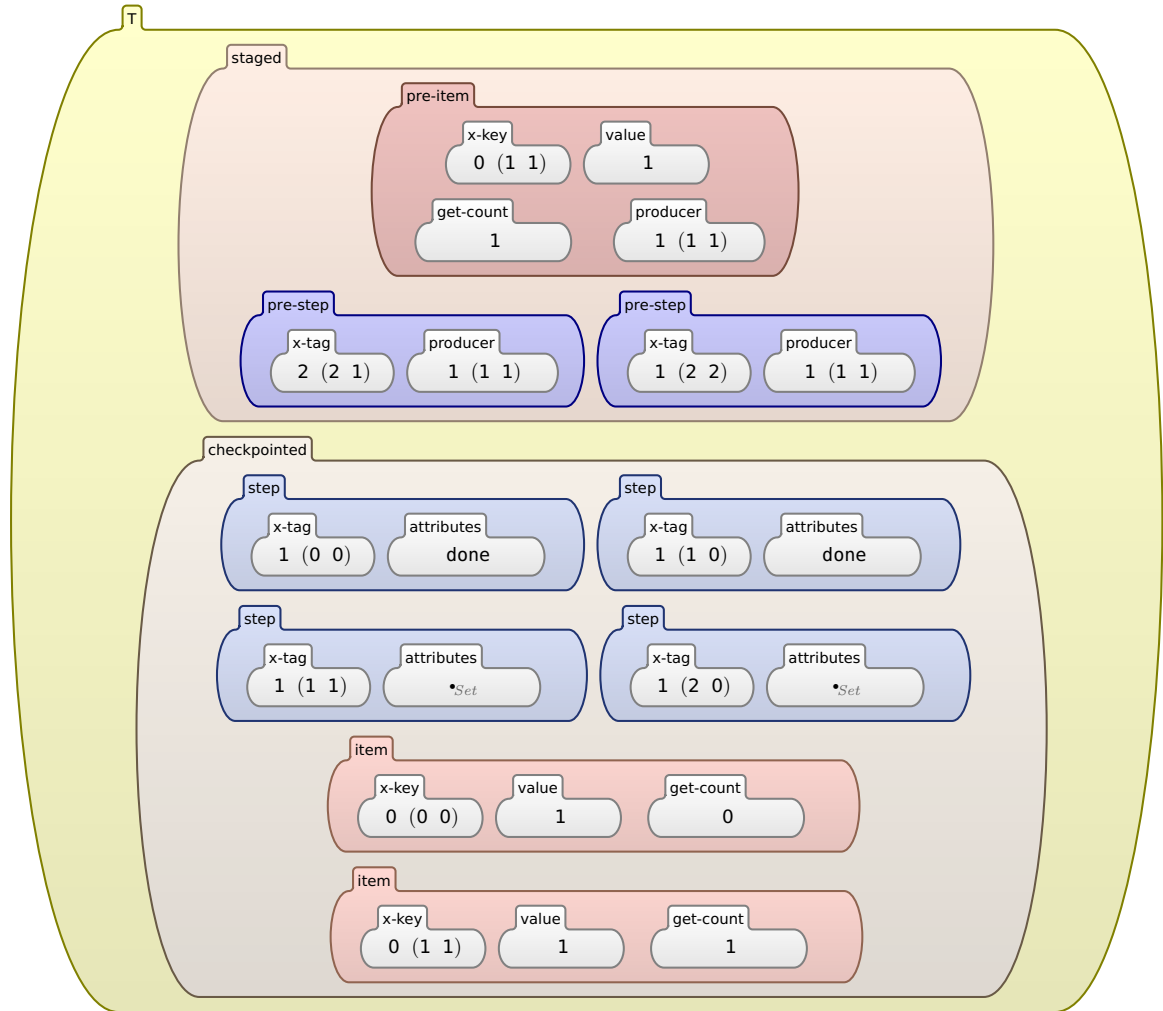 T
staged
pre-item
x-key value
0 (1 1) 1
get-count producer
1 1 (1 1)
pre-step pre-step
x-tag producer x-tag producer
2 (2 1) 1 (1 1) 1 (2 2) 1 (1 1)
checkpointed
step step
x-tag attributes x-tag attributes
1 (0 0) done 1 (1 0) done
step step
x-tag attributes x-tag attributes
1 (1 1) •Set 1 (2 0) •Set
item
x-key value get-count
0 (0 0) 1 0
item
x-key value get-count
0 (1 1) 1 1